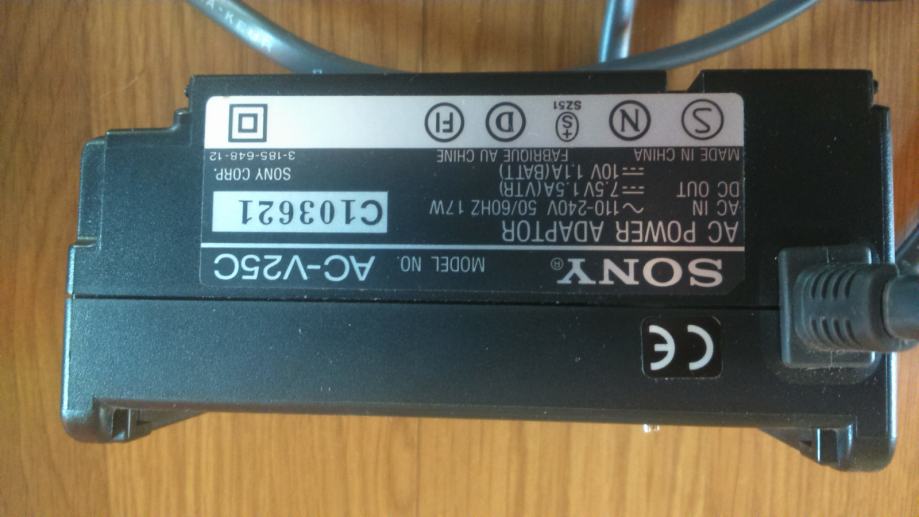 SONY® MODEL NO. AC-V25C
AC POWER ADAPTOR
AC IN ~110-240V 50/60HZ 17W
DC OUT ⎓7.5V1.5A(VTR)
⎓10V 1.1A(BATT)
C103621
SONY CORP.
MADE IN CHINA FABRIQUE AU CHINE 3-185-648-12
S N +S D FI
SZ51
CE